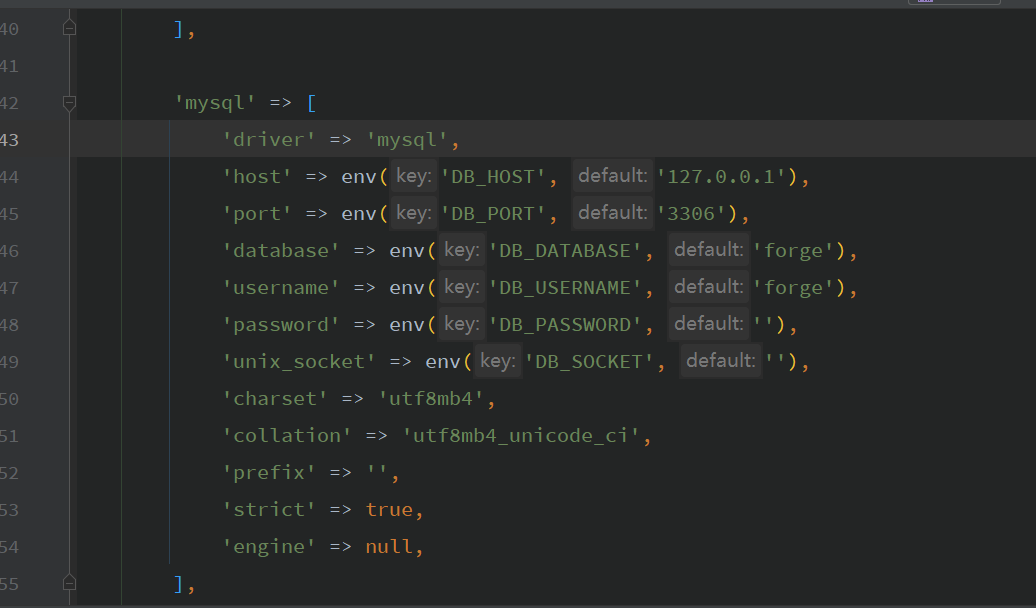 40 ],
41
42 'mysql' => [
43 'driver' => 'mysql',
44 'host' => env( key: 'DB_HOST', default: '127.0.0.1'),
45 'port' => env( key: 'DB_PORT', default: '3306'),
46 'database' => env( key: 'DB_DATABASE', default: 'forge'),
47 'username' => env( key: 'DB_USERNAME', default: 'forge'),
48 'password' => env( key: 'DB_PASSWORD', default: ''),
49 'unix_socket' => env( key: 'DB_SOCKET', default: ''),
50 'charset' => 'utf8mb4',
51 'collation' => 'utf8mb4_unicode_ci',
52 'prefix' => '',
53 'strict' => true,
54 'engine' => null,
55 ],